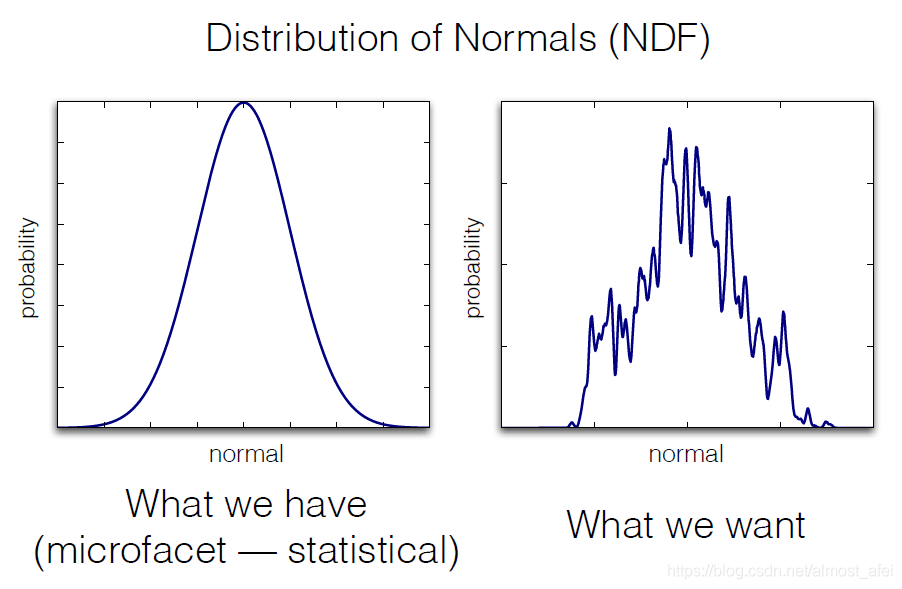 Distribution of Normals (NDF)
probability
normal
probability
normal
What we have
(microfacet — statistical)
What we want
https://blog.csdn.net/almost_afei